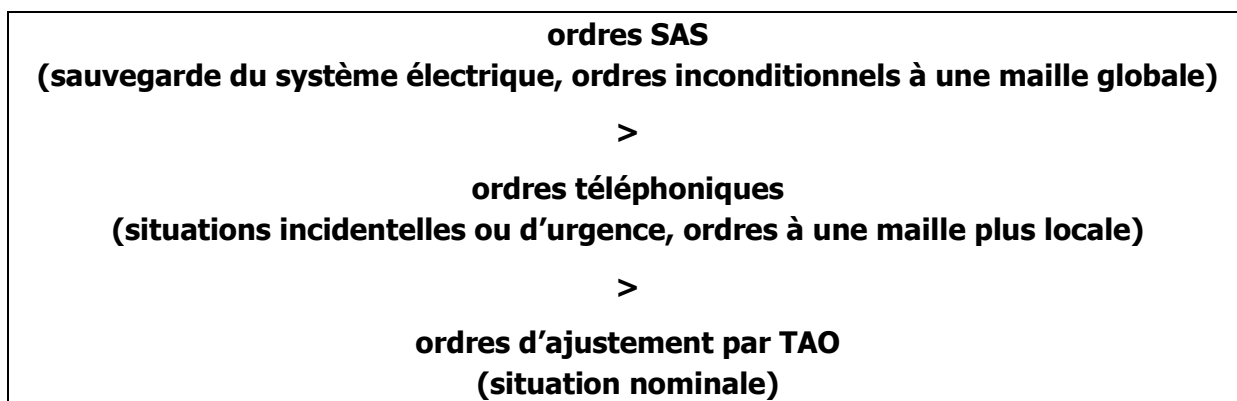 ordres SAS
(sauvegarde du système électrique, ordres inconditionnels à une maille globale)
>
ordres téléphoniques
(situations incidentelles ou d’urgence, ordres à une maille plus locale)
>
ordres d’ajustement par TAO
(situation nominale)